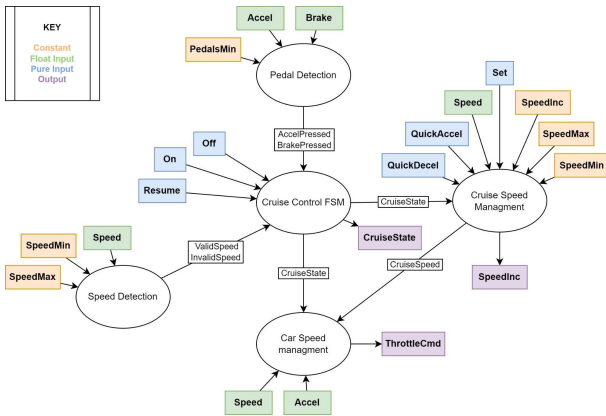 KEY
Constant
Float Input
Pure Input
Output
Accel
Brake
PedalsMin
Pedal Detection
AccelPressed
BrakePressed
Set
Speed
SpeedInc
QuickAccel
SpeedMax
QuickDecel
SpeedMin
Cruise Speed
Managment
Off
On
Resume
Cruise Control FSM
CruiseState
CruiseState
SpeedInc
Speed
SpeedMin
SpeedMax
Speed Detection
ValidSpeed
InvalidSpeed
CruiseState
CruiseSpeed
Car Speed
managment
ThrottleCmd
Speed
Accel